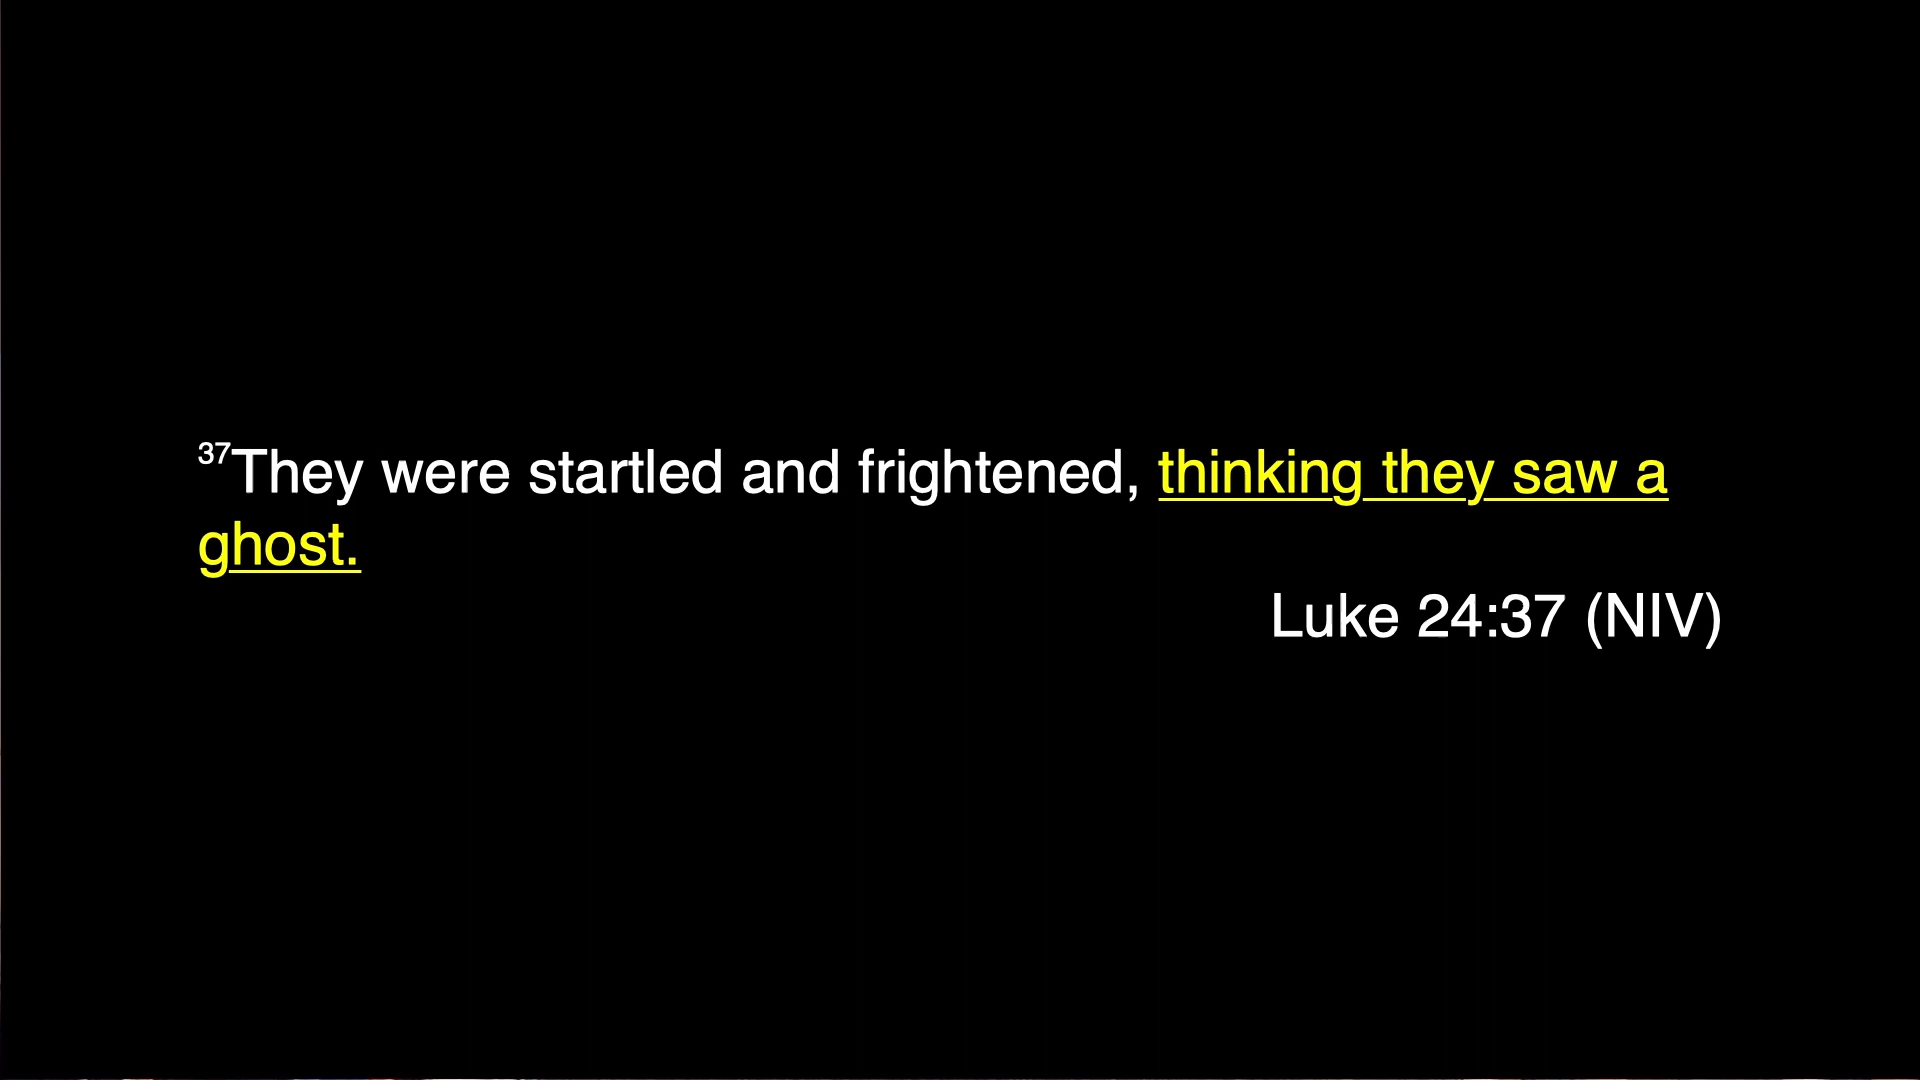 ³⁷They were startled and frightened, thinking they saw a
ghost.
Luke 24:37 (NIV)